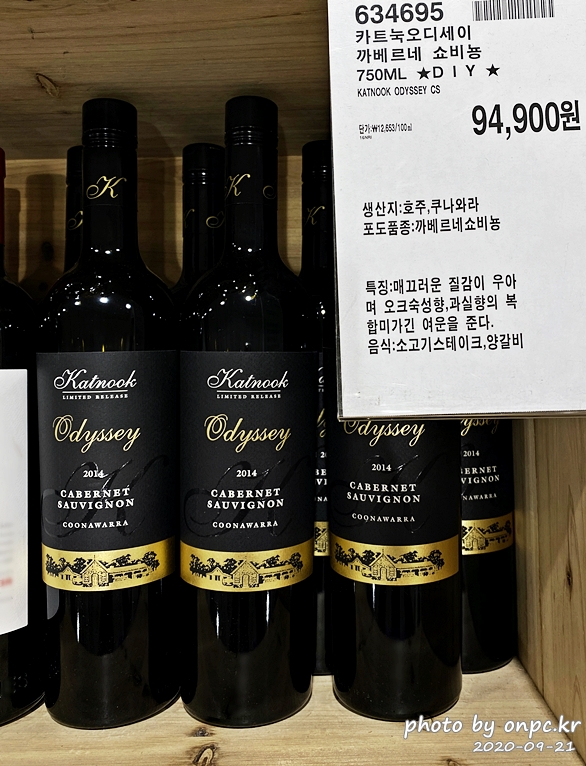 634695
카트눅오디세이
까베르네 쇼비뇽
750ML ★D I Y ★
KATNOOK ODYSSEY CS
단가:₩12,653/100㎖
94,900원
생산지:호주,쿠나와라
포도품종:까베르네쇼비뇽
특징:매끄러운 질감이 우아
며 오크숙성향,과실향의 복
합미가긴 여운을 준다.
음식:소고기스테이크,양갈비
K
Katnook
LIMITED RELEASE
Odyssey
2014
CABERNET
SAUVIGNON
COONAWARRA
K
Katnook
LIMITED RELEASE
Odyssey
2014
CABERNET
SAUVIGNON
COONAWARRA
Odyssey
2014
CABERNET
SAUVIGNON
COONAWARRA
photo by onpc.kr
2020-09-21